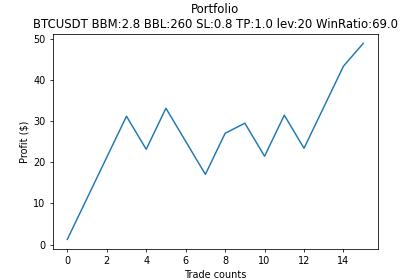 Portfolio
BTCUSDT BBM:2.8 BBL:260 SL:0.8 TP:1.0 lev:20 WinRatio:69.0
50
40
30
20
10
0
Profit ($)
0 2 4 6 8 10 12 14
Trade counts